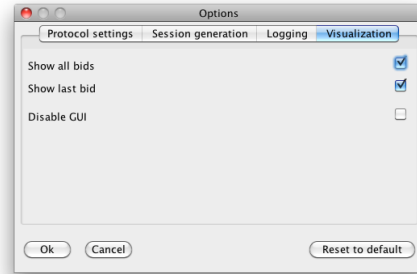 Options
Protocol settings Session generation Logging Visualization
Show all bids
Show last bid
Disable GUI
Ok Cancel Reset to default